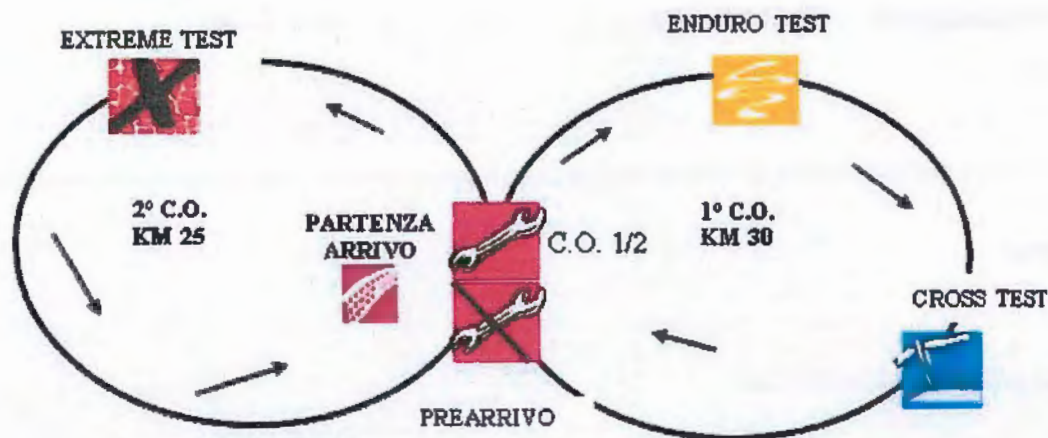 EXTREME TEST
ENDURO TEST
2° C.O.
KM 25
PARTENZA
ARRIVO
C.O. 1/2
1° C.O.
KM 30
CROSS TEST
PREARRIVO